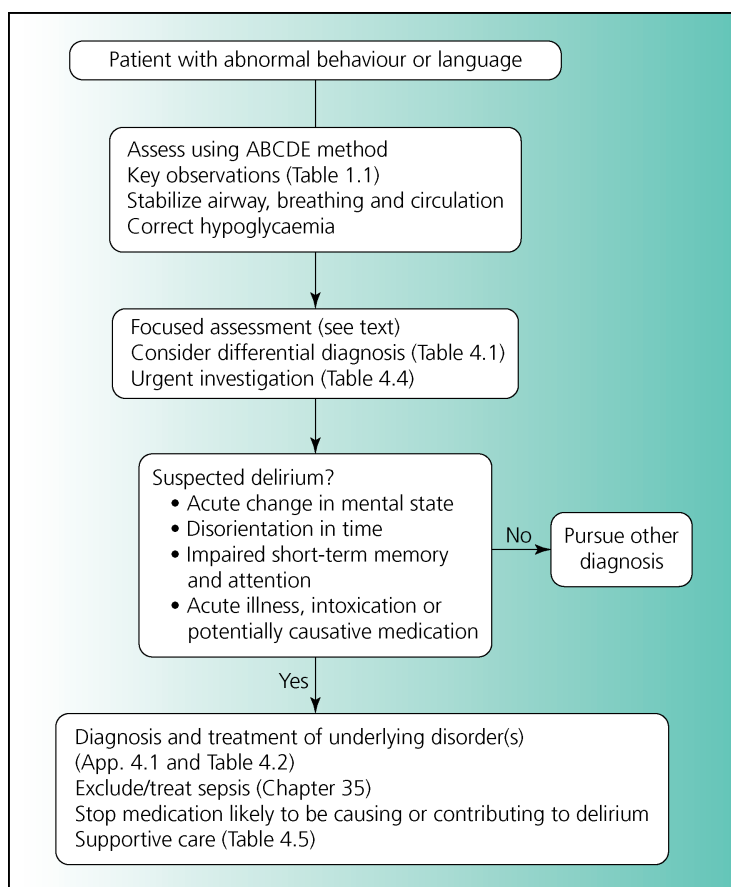 Patient with abnormal behaviour or language
Assess using ABCDE method
Key observations (Table 1.1)
Stabilize airway, breathing and circulation
Correct hypoglycaemia
Focused assessment (see text)
Consider differential diagnosis (Table 4.1)
Urgent investigation (Table 4.4)
Suspected delirium?
• Acute change in mental state
• Disorientation in time
• Impaired short-term memory
and attention
• Acute illness, intoxication or
potentially causative medication
No
Pursue other
diagnosis
Yes
Diagnosis and treatment of underlying disorder(s)
(App. 4.1 and Table 4.2)
Exclude/treat sepsis (Chapter 35)
Stop medication likely to be causing or contributing to delirium
Supportive care (Table 4.5)